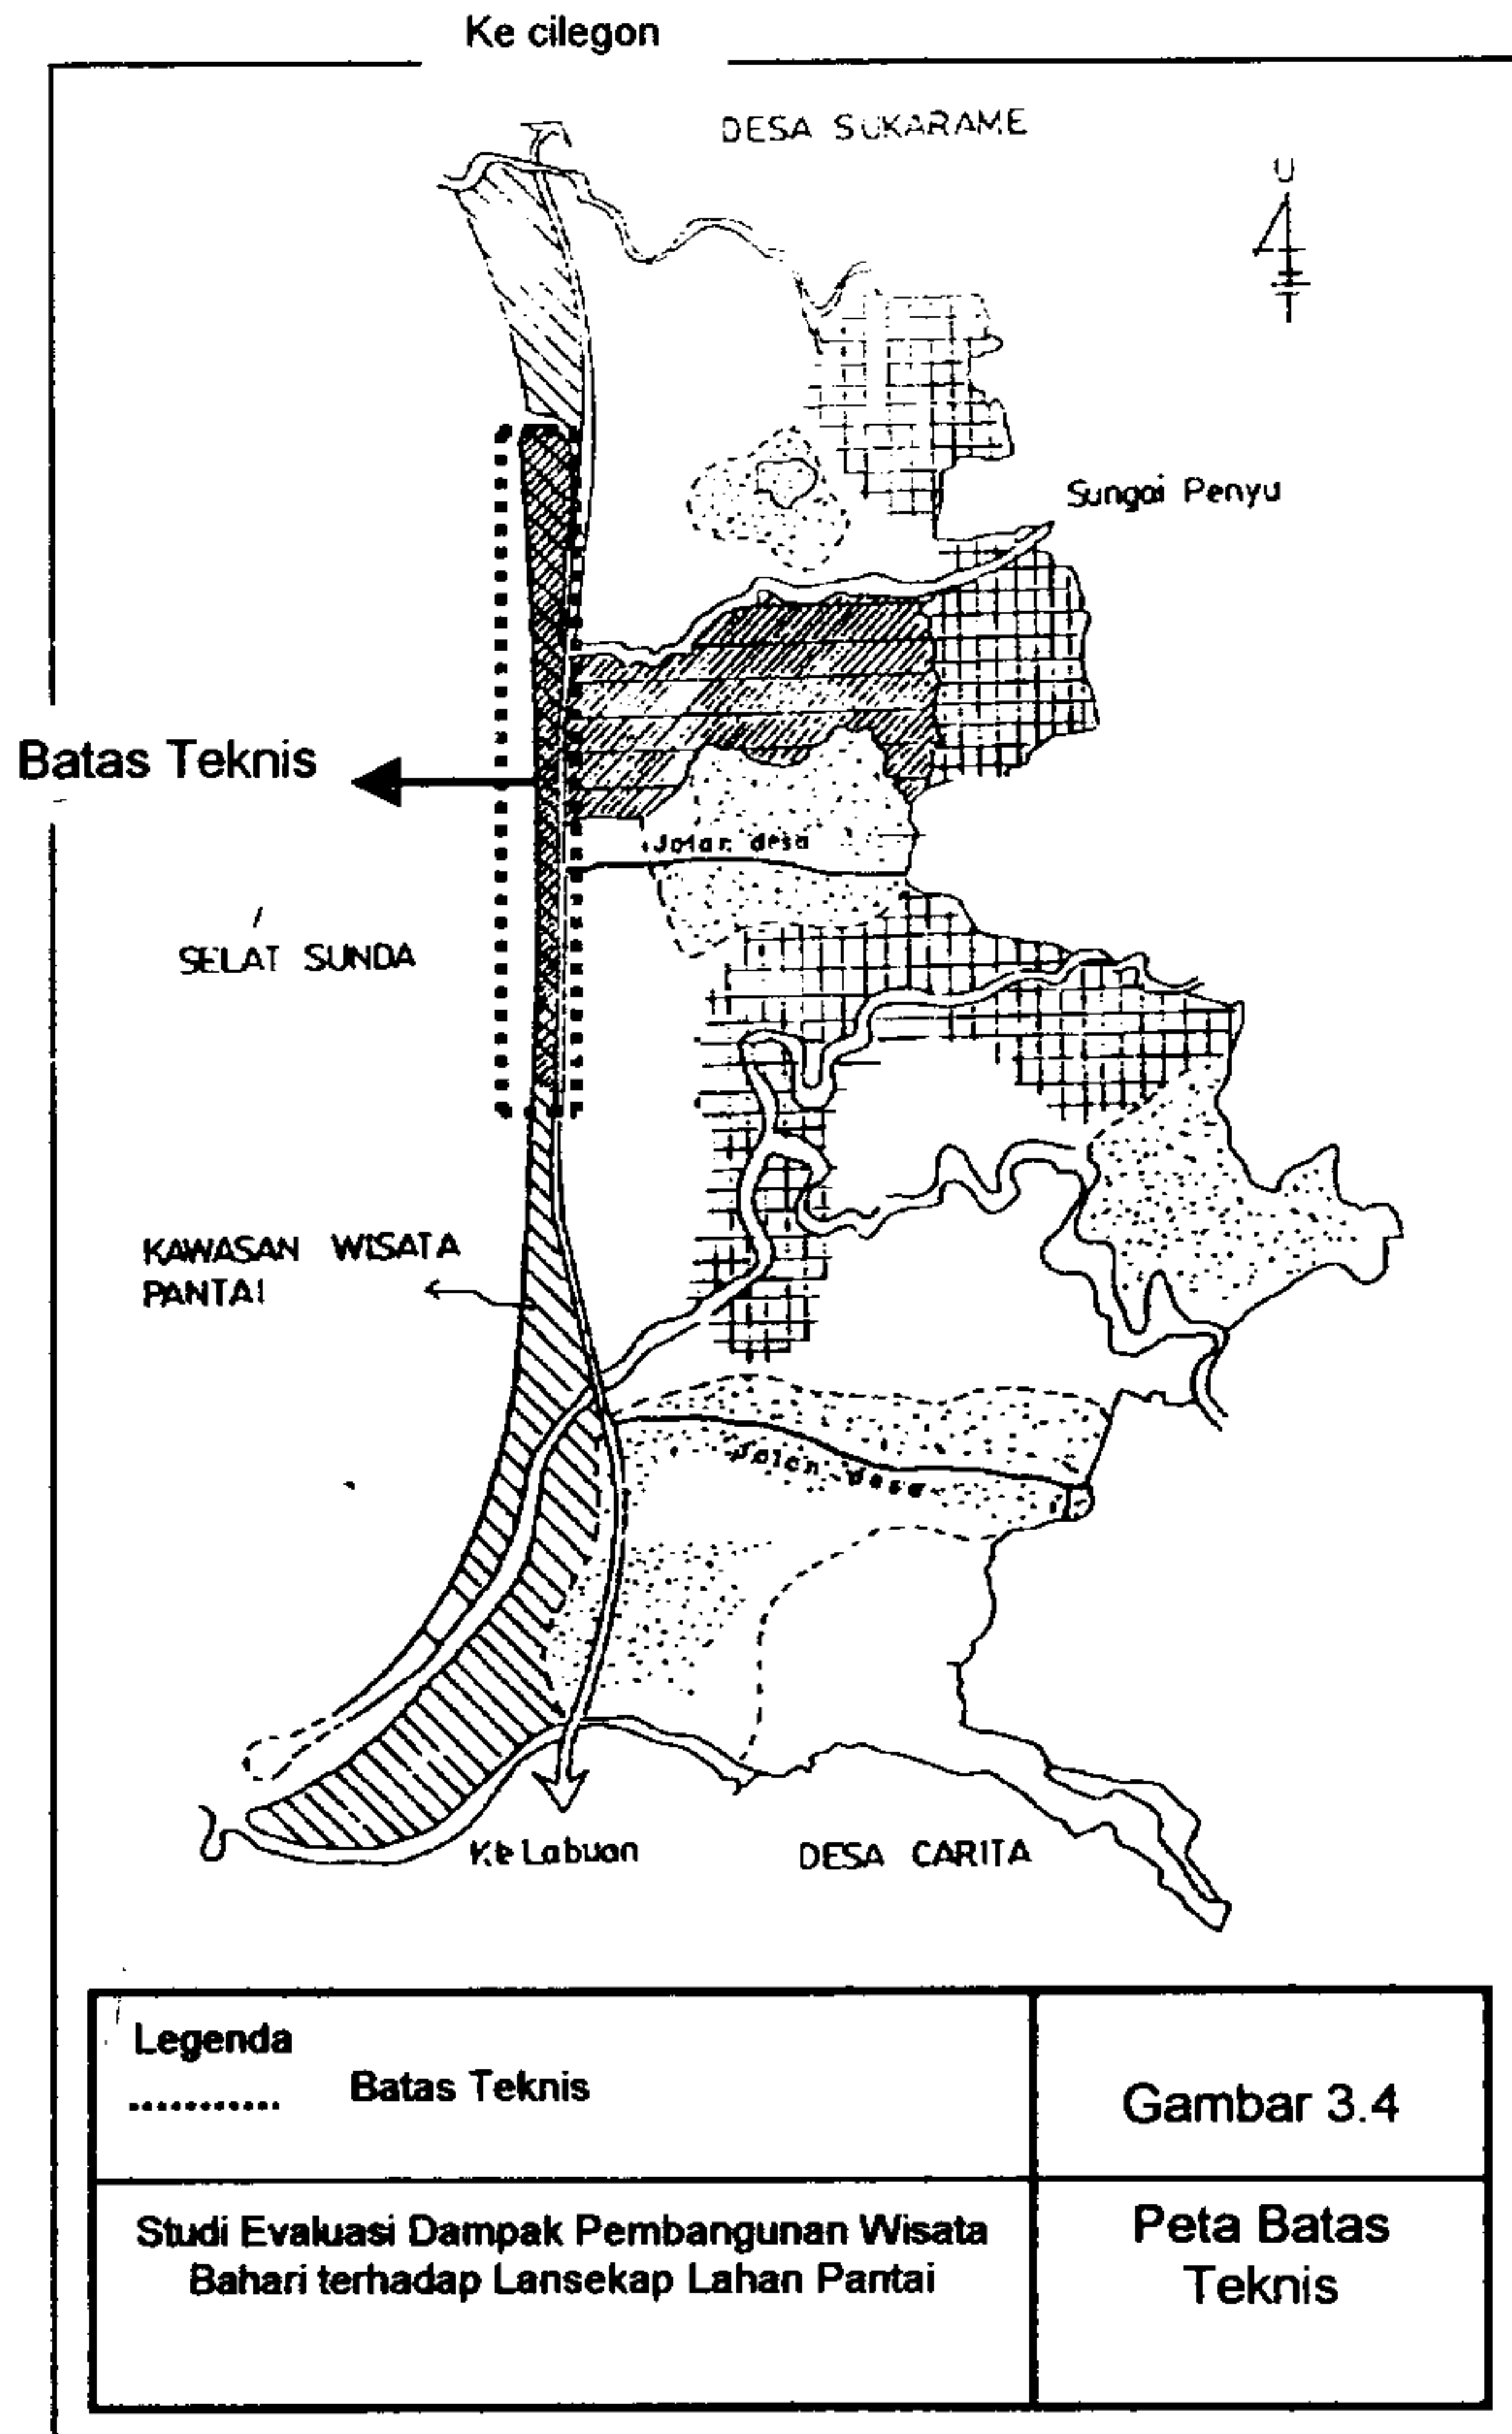 Ke cilegon
DESA SUKARAME
U
Sungai Penyu
Batas Teknis
Jalan desa
SELAT SUNDA
KAWASAN WISATA
PANTAI
Jalan desa
Ke Labuan
DESA CARITA
Legenda
Batas Teknis
Gambar 3.4
Studi Evaluasi Dampak Pembangunan Wisata
Bahari terhadap Lansekap Lahan Pantai
Peta Batas
Teknis